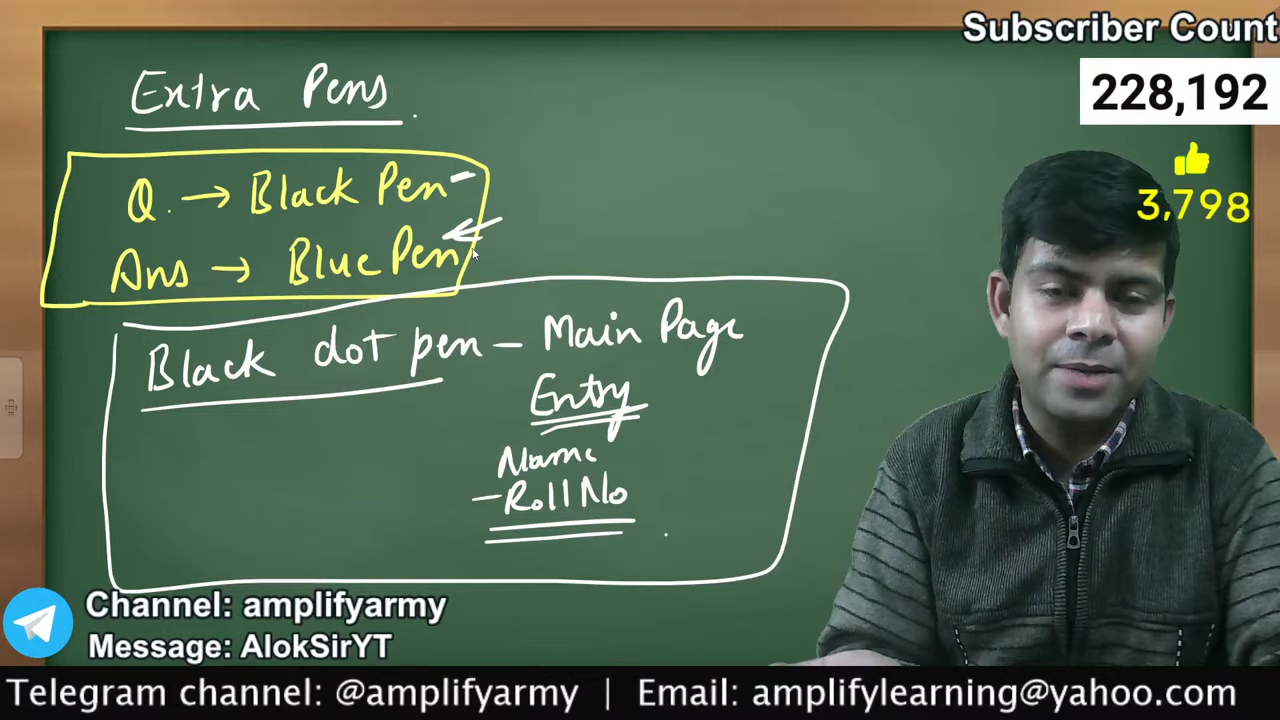 Subscriber Count
228,192
3,798
Extra Pens
Q. → Black Pen -
Ans → Blue Pen
Black dot pen - Main Page
Entry
Name
- Roll No
Channel: amplifyarmy
Message: AlokSirYT
Telegram channel: @amplifyarmy | Email: amplifylearning@yahoo.com